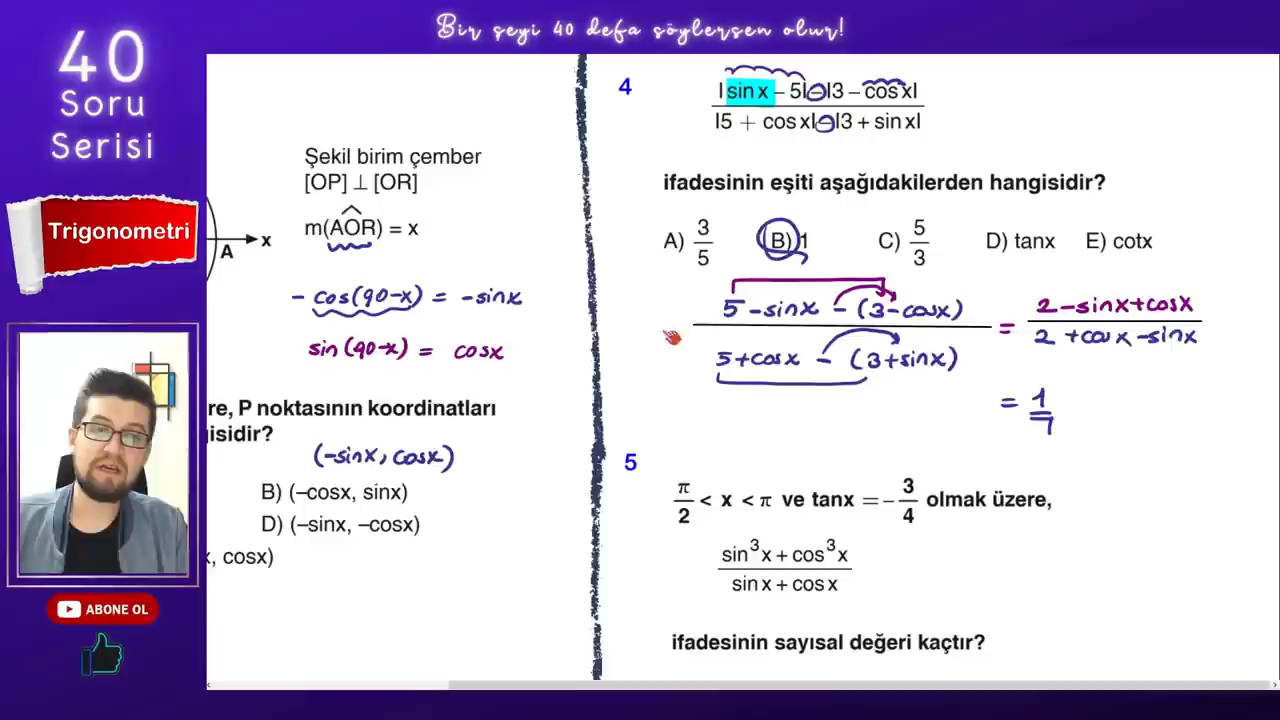 Bir şeyi 40 defa söylersen olur!
40
Soru
Serisi
Trigonometri
ABONE OL
Şekil birim çember
[OP] ⊥ [OR]
m(AOR) = x
x
A
- cos(90-x) = -sinx
sin(90-x) = cosx
re, P noktasının koordinatları
gisidir?
(-sinx, cosx)
B) (–cosx, sinx)
D) (–sinx, –cosx)
x, cosx)
4
|sinx – 5| – |3 – cosx|
|5 + cosx| – |3 + sinx|
ifadesinin eşiti aşağıdakilerden hangisidir?
A) 3/5 B) 1 C) 5/3 D) tanx E) cotx
5 - sinx - (3-cosx) = 2-sinx+cosx
5+cosx - (3+sinx) 2+cosx-sinx
= 1
5
π/2 < x < π ve tanx = – 3/4 olmak üzere,
sin³x + cos³x
sinx + cosx
ifadesinin sayısal değeri kaçtır?